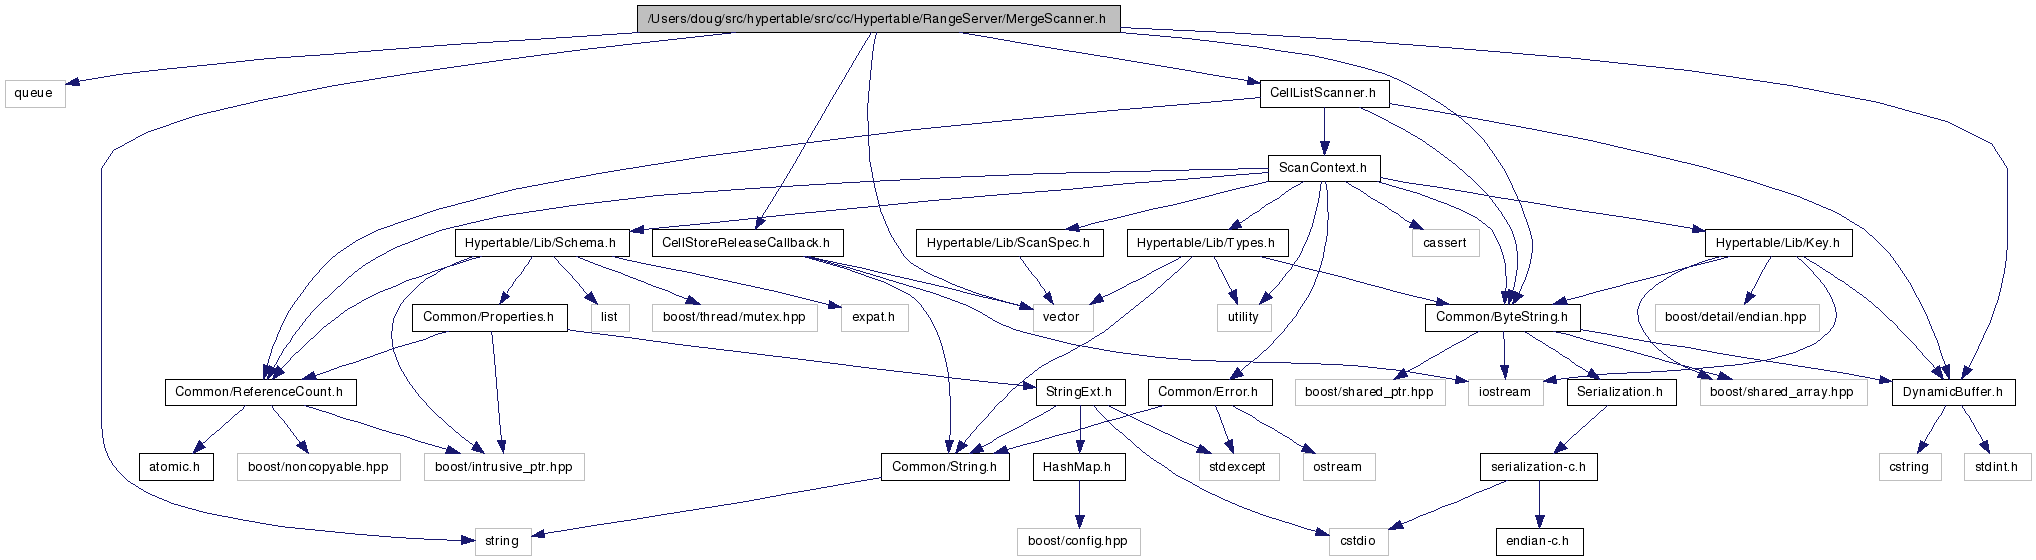 /Users/doug/src/hypertable/src/cc/Hypertable/RangeServer/MergeScanner.h
queue
CellListScanner.h
ScanContext.h
Hypertable/Lib/Schema.h
CellStoreReleaseCallback.h
Hypertable/Lib/ScanSpec.h
Hypertable/Lib/Types.h
cassert
Hypertable/Lib/Key.h
Common/Properties.h
list
boost/thread/mutex.hpp
expat.h
vector
utility
Common/ByteString.h
boost/detail/endian.hpp
Common/ReferenceCount.h
StringExt.h
Common/Error.h
boost/shared_ptr.hpp
iostream
Serialization.h
boost/shared_array.hpp
DynamicBuffer.h
atomic.h
boost/noncopyable.hpp
boost/intrusive_ptr.hpp
Common/String.h
HashMap.h
stdexcept
ostream
serialization-c.h
cstring
stdint.h
string
boost/config.hpp
cstdio
endian-c.h